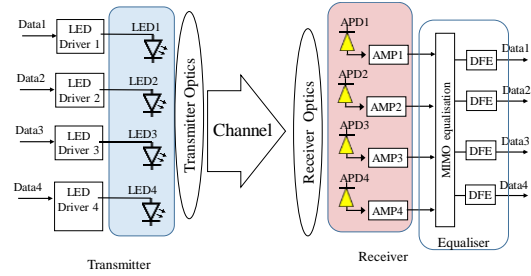 Data1
LED
Driver 1
LED1
Data2
LED
Driver 2
LED2
Data3
LED
Driver 3
LED3
Data4
LED
Driver 4
LED4
Transmitter
Transmitter Optics
Channel
Receiver Optics
APD1
AMP1
APD2
AMP2
APD3
AMP3
APD4
AMP4
Receiver
MIMO equalisation
DFE
Data1
DFE
Data2
DFE
Data3
DFE
Data4
Equaliser